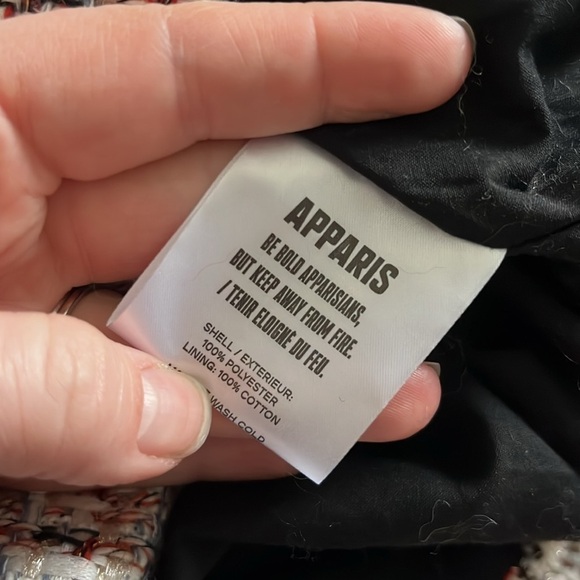 APPARIS
BE BOLD APPARISIANS,
BUT KEEP AWAY FROM FIRE.
/ TENIR ELOIGNÉ DU FEU.
SHELL / EXTERIEUR:
100% POLYESTER
LINING: 100% COTTON
WASH COLD